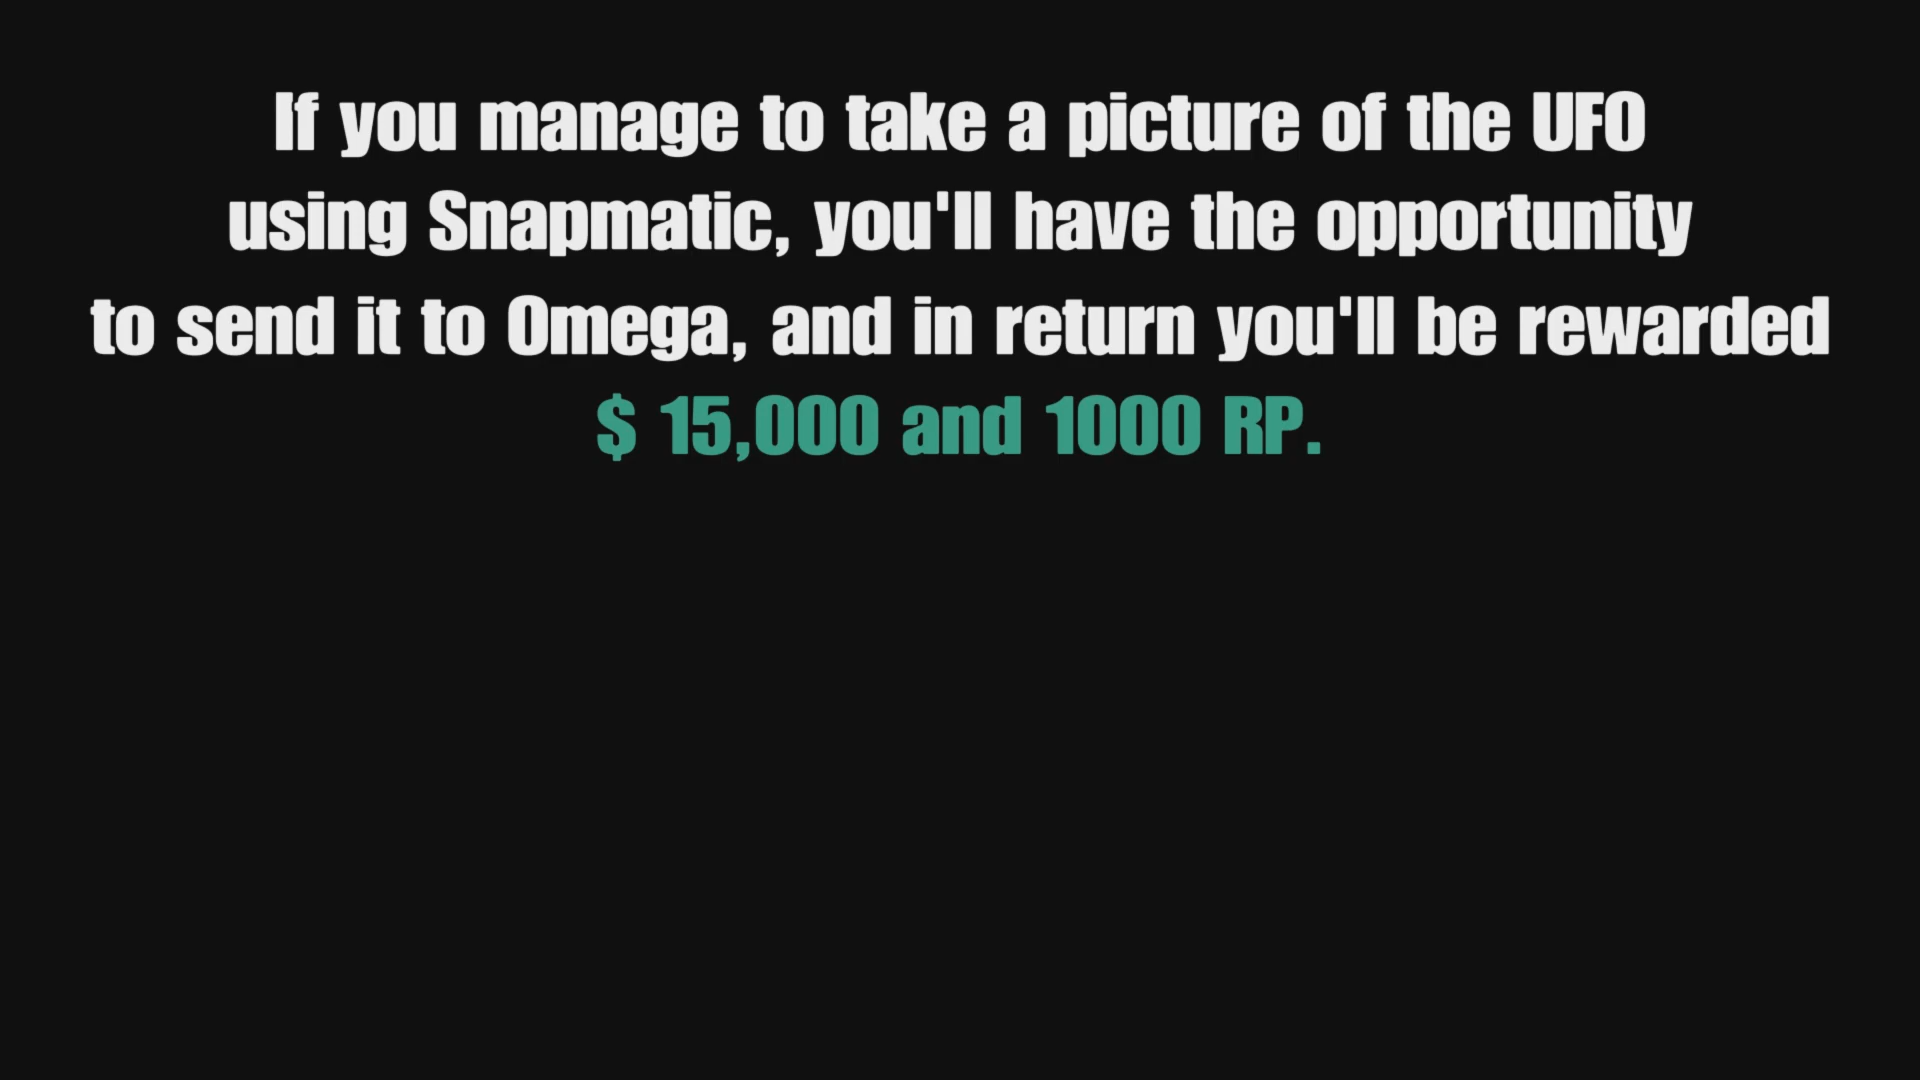 If you manage to take a picture of the UFO
using Snapmatic, you'll have the opportunity
to send it to Omega, and in return you'll be rewarded
$ 15,000 and 1000 RP.